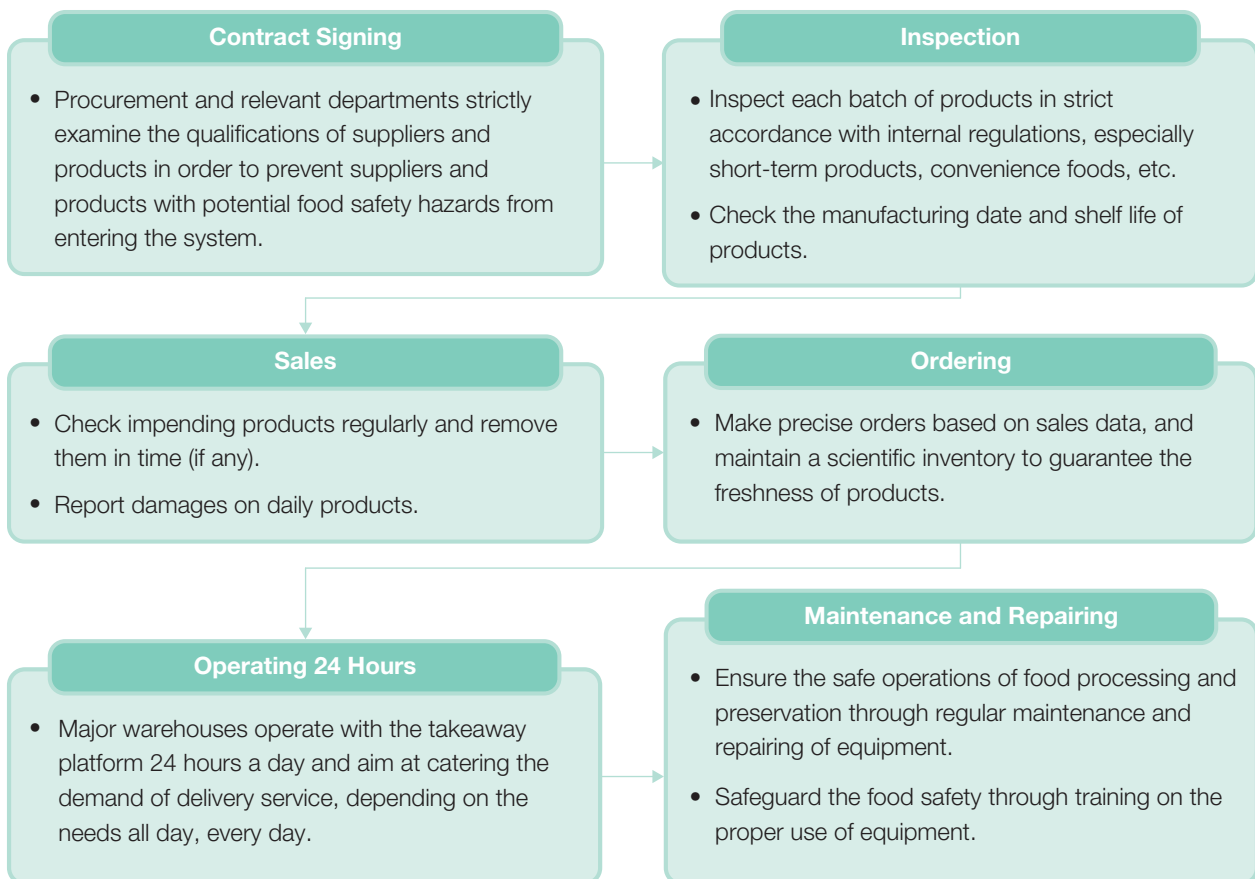 Contract Signing
• Procurement and relevant departments strictly
examine the qualifications of suppliers and
products in order to prevent suppliers and
products with potential food safety hazards from
entering the system.
Inspection
• Inspect each batch of products in strict
accordance with internal regulations, especially
short-term products, convenience foods, etc.
• Check the manufacturing date and shelf life of
products.
Sales
• Check impending products regularly and remove
them in time (if any).
• Report damages on daily products.
Ordering
• Make precise orders based on sales data, and
maintain a scientific inventory to guarantee the
freshness of products.
Operating 24 Hours
• Major warehouses operate with the takeaway
platform 24 hours a day and aim at catering the
demand of delivery service, depending on the
needs all day, every day.
Maintenance and Repairing
• Ensure the safe operations of food processing and
preservation through regular maintenance and
repairing of equipment.
• Safeguard the food safety through training on the
proper use of equipment.